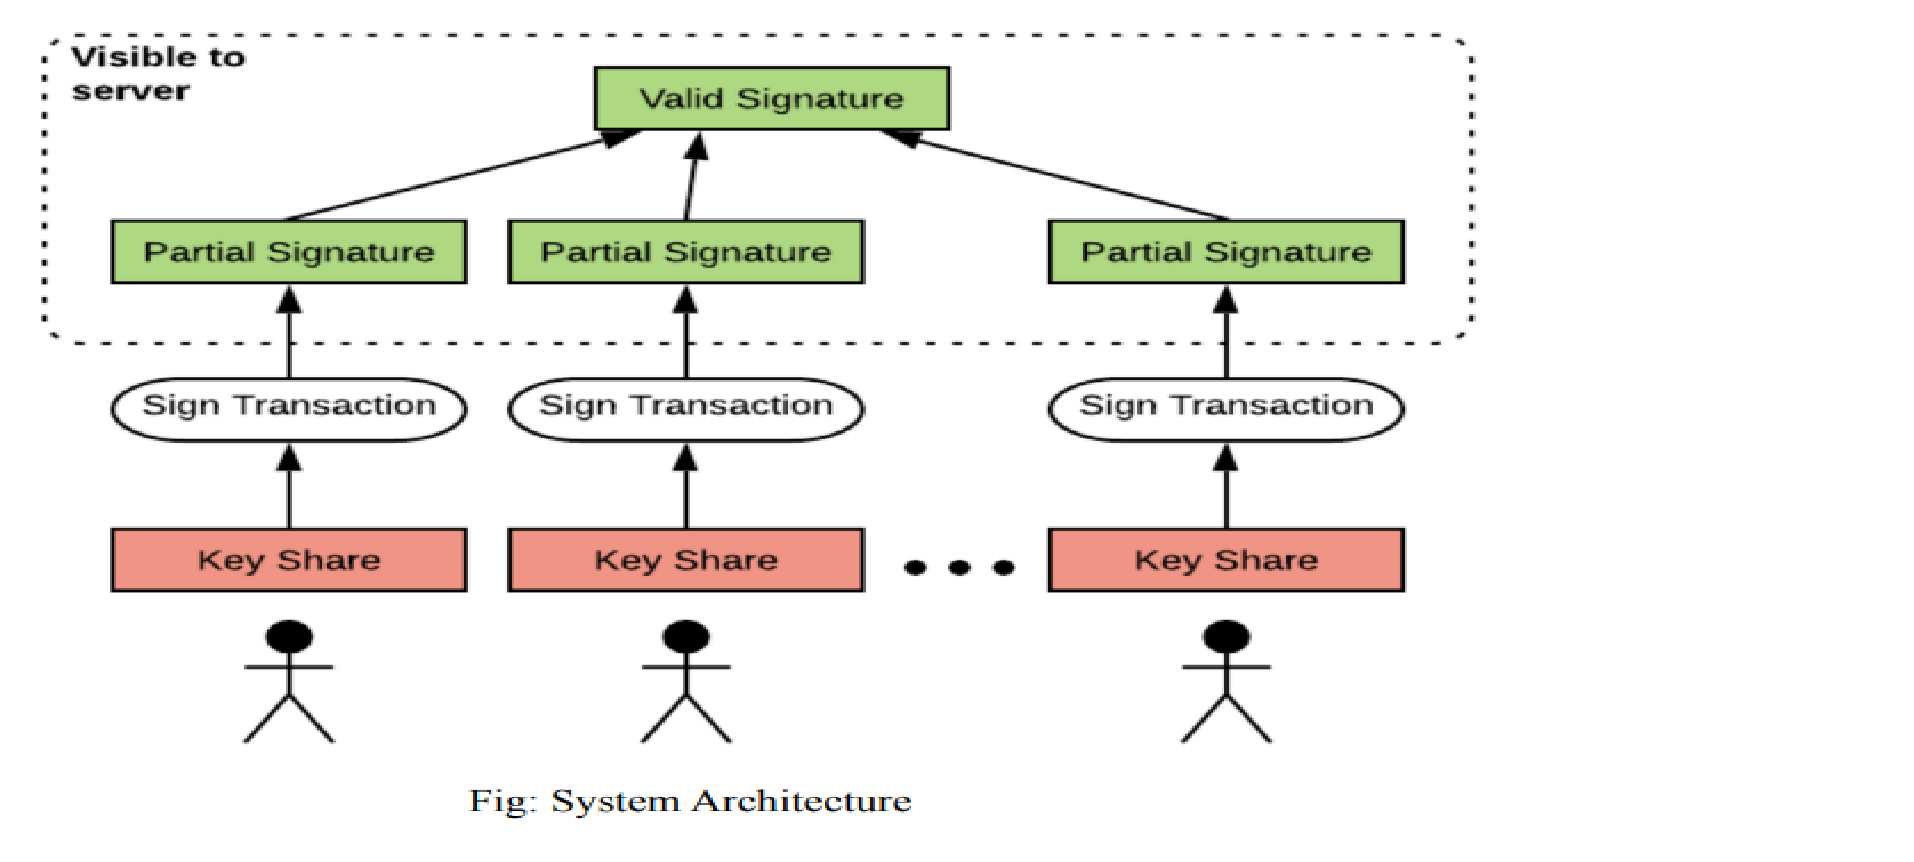 Visible to
server
Valid Signature
Partial Signature
Partial Signature
Partial Signature
Sign Transaction
Sign Transaction
Sign Transaction
Key Share
Key Share
Key Share
Fig: System Architecture